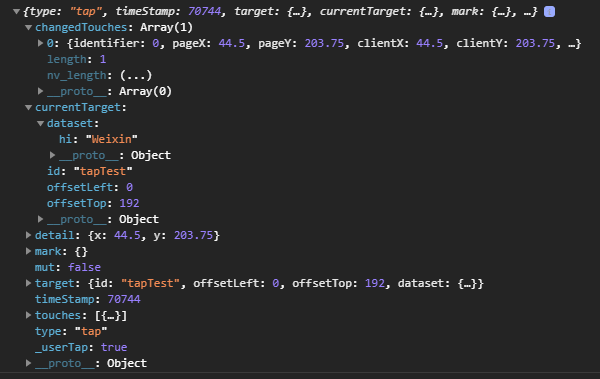 {type: "tap", timeStamp: 70744, target: {…}, currentTarget: {…}, mark: {…}, …} i
changedTouches: Array(1)
0: {identifier: 0, pageX: 44.5, pageY: 203.75, clientX: 44.5, clientY: 203.75, …}
length: 1
nv_length: (...)
__proto__: Array(0)
currentTarget:
dataset:
hi: "Weixin"
__proto__: Object
id: "tapTest"
offsetLeft: 0
offsetTop: 192
__proto__: Object
detail: {x: 44.5, y: 203.75}
mark: {}
mut: false
target: {id: "tapTest", offsetLeft: 0, offsetTop: 192, dataset: {…}}
timeStamp: 70744
touches: [{…}]
type: "tap"
_userTap: true
__proto__: Object